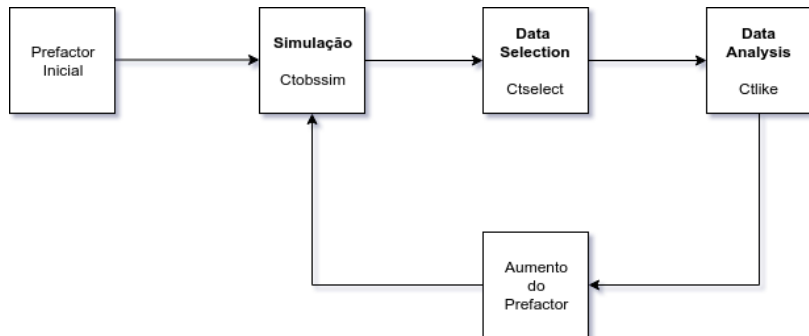 Prefactor
Inicial
Simulação
Ctobssim
Data
Selection
Ctselect
Data
Analysis
Ctlike
Aumento
do
Prefactor